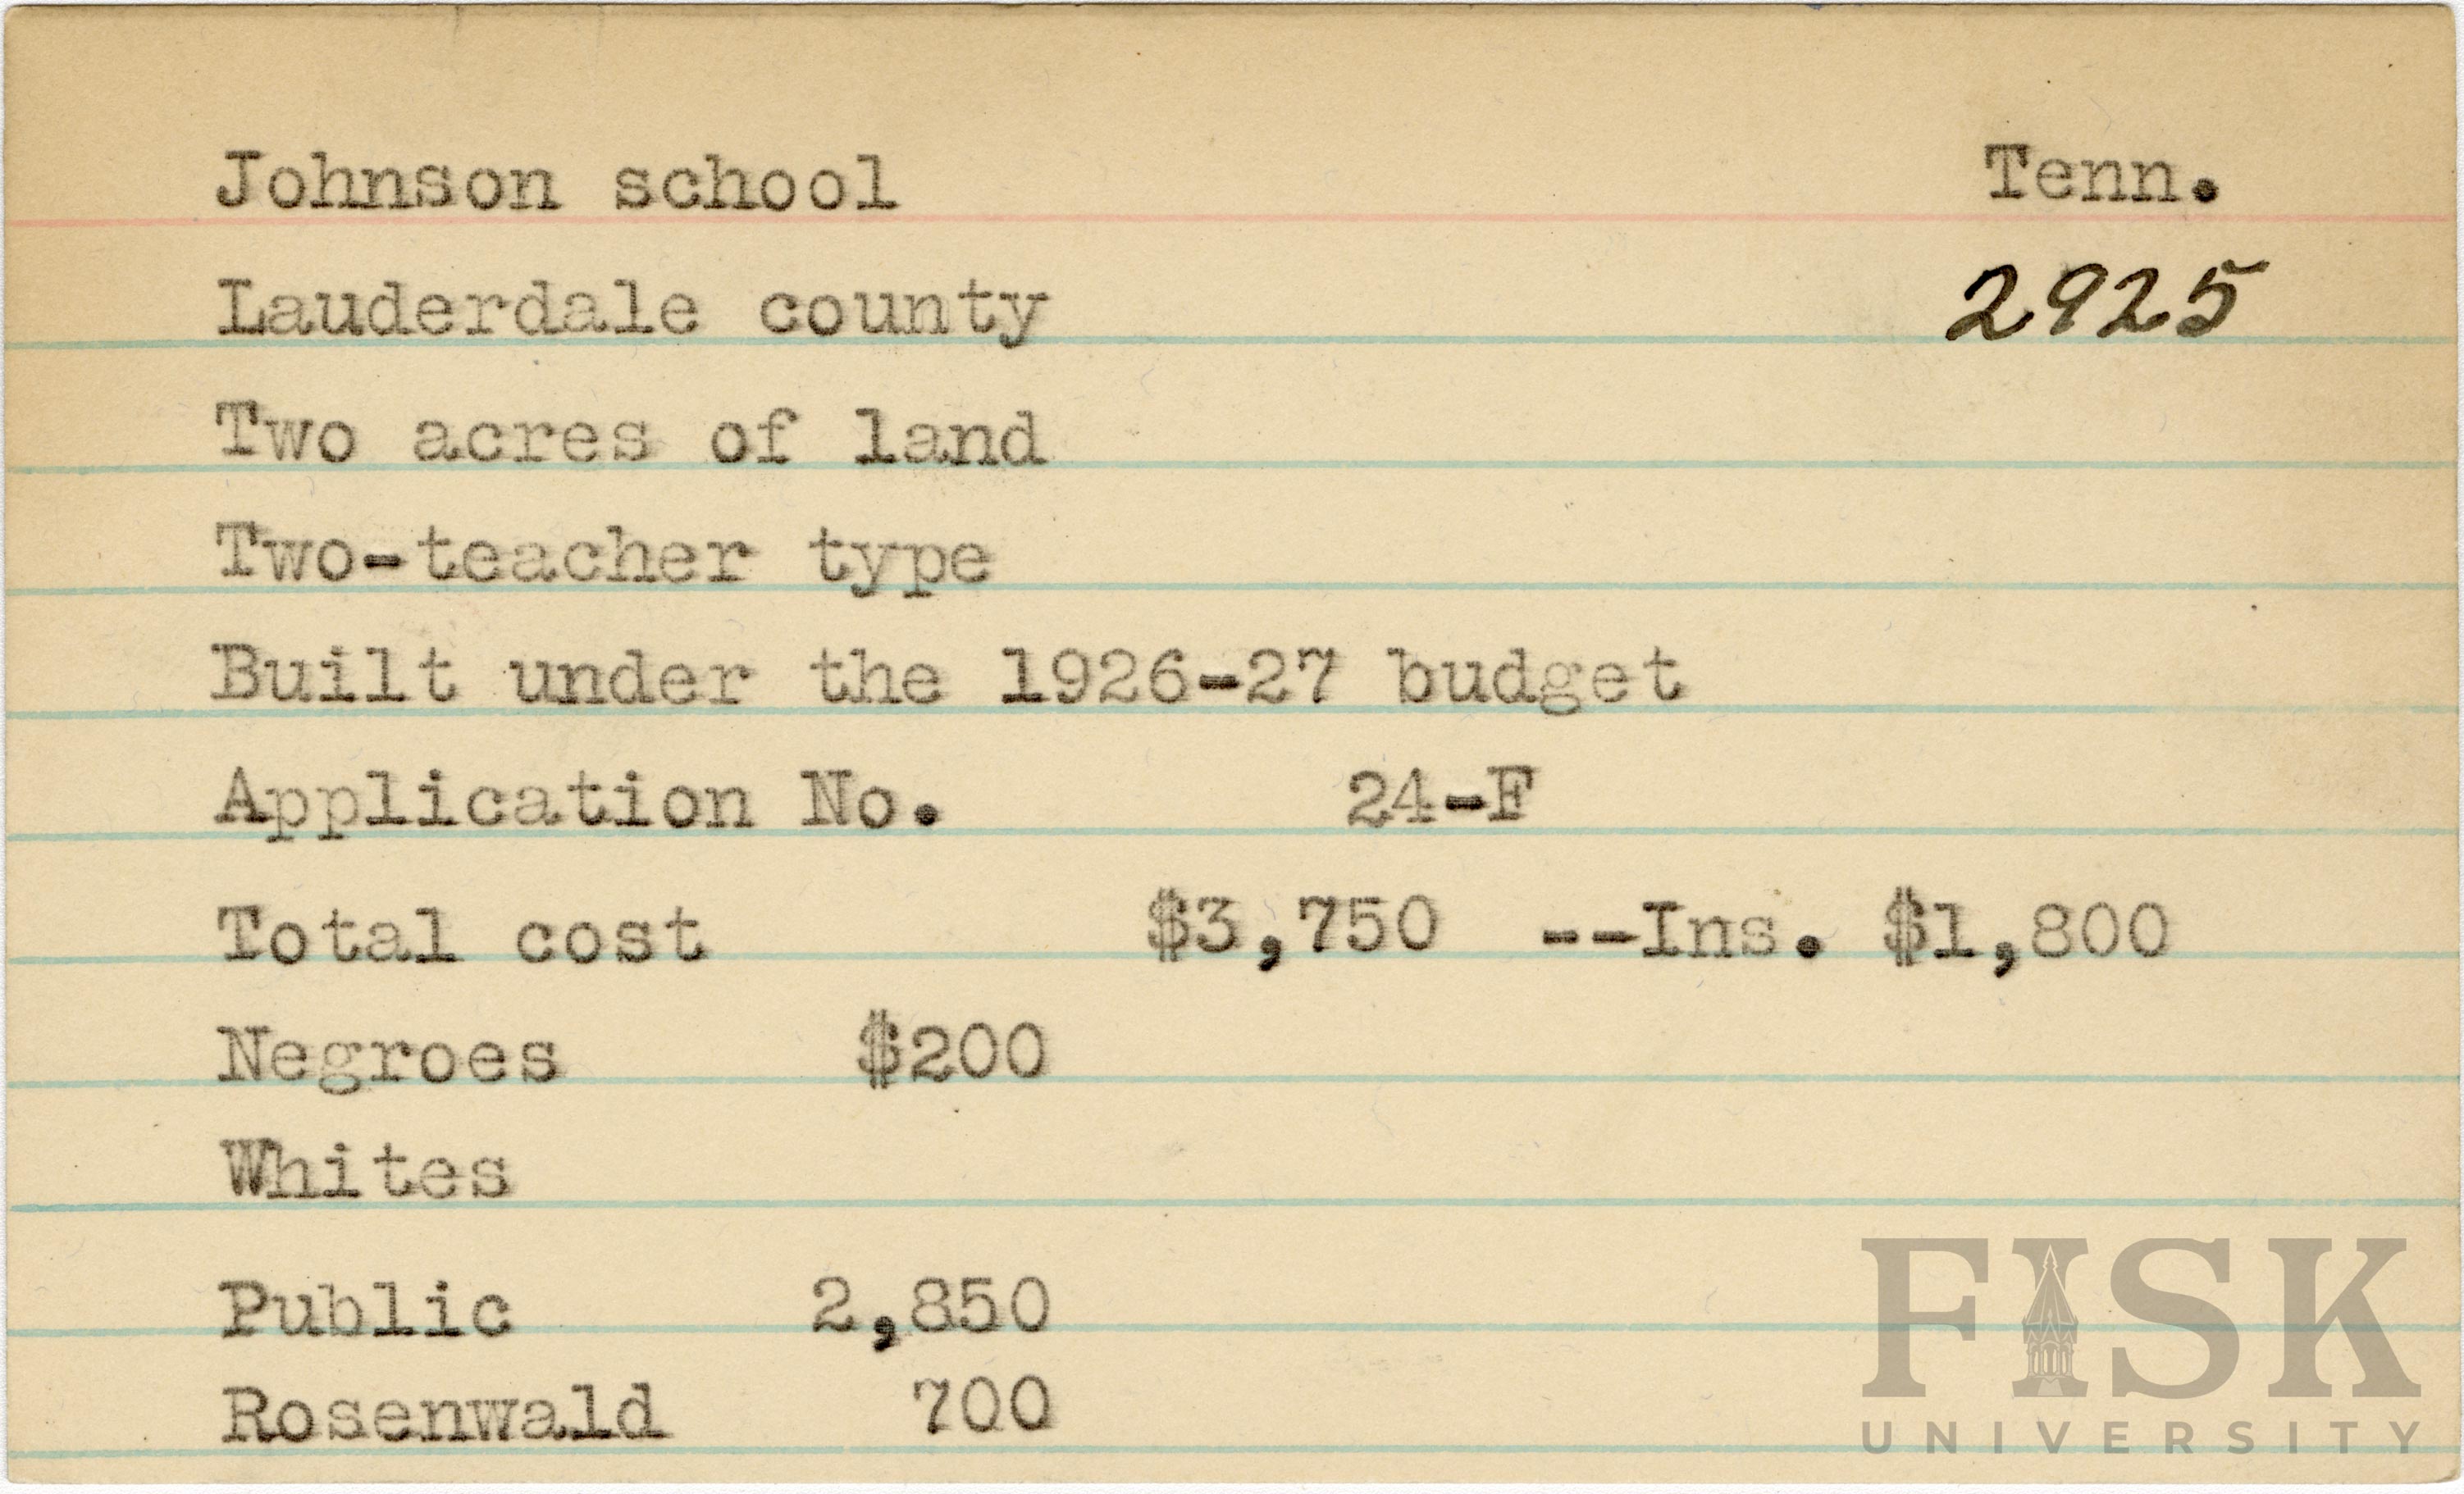 Johnson school Tenn.
Lauderdale county 2925
Two acres of land
Two-teacher type
Built under the 1926-27 budget
Application No. 24-F
Total cost $3,750 --Ins. $1,800
Negroes $200
Whites
Public 2,850
Rosenwald 700
FISK
UNIVERSITY